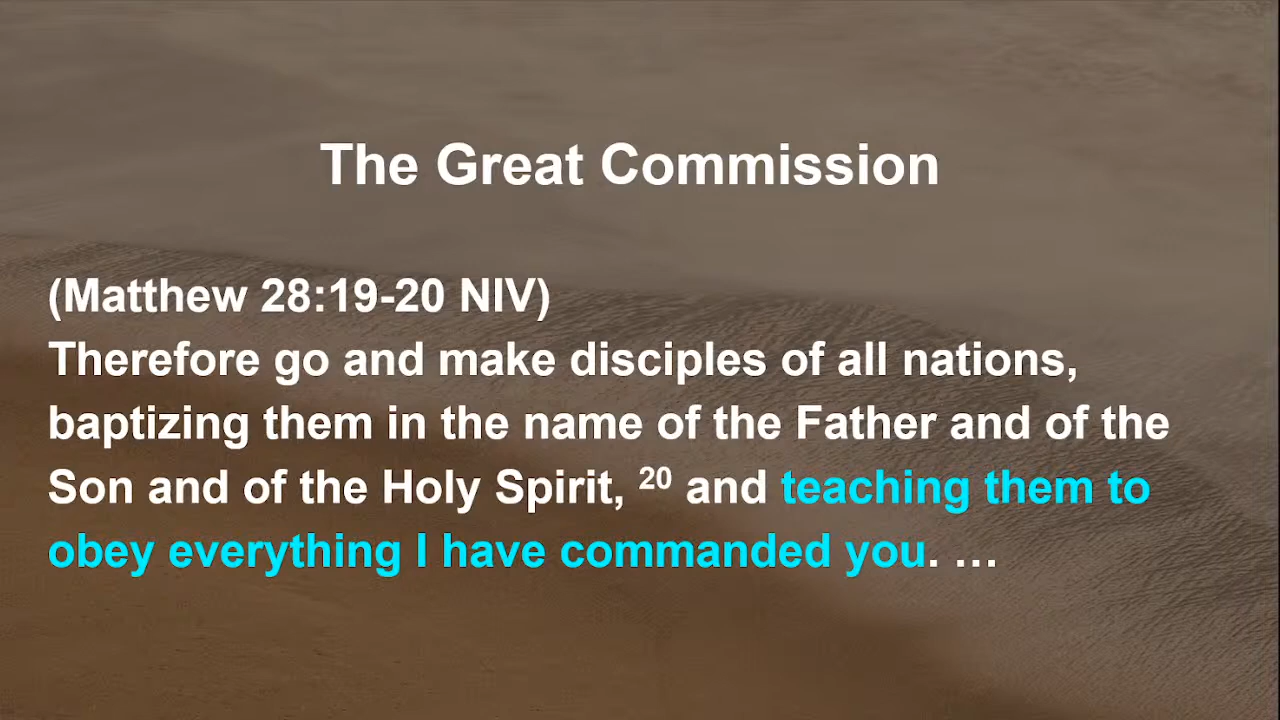 The Great Commission
(Matthew 28:19-20 NIV)
Therefore go and make disciples of all nations,
baptizing them in the name of the Father and of the
Son and of the Holy Spirit, 20 and teaching them to
obey everything I have commanded you. …